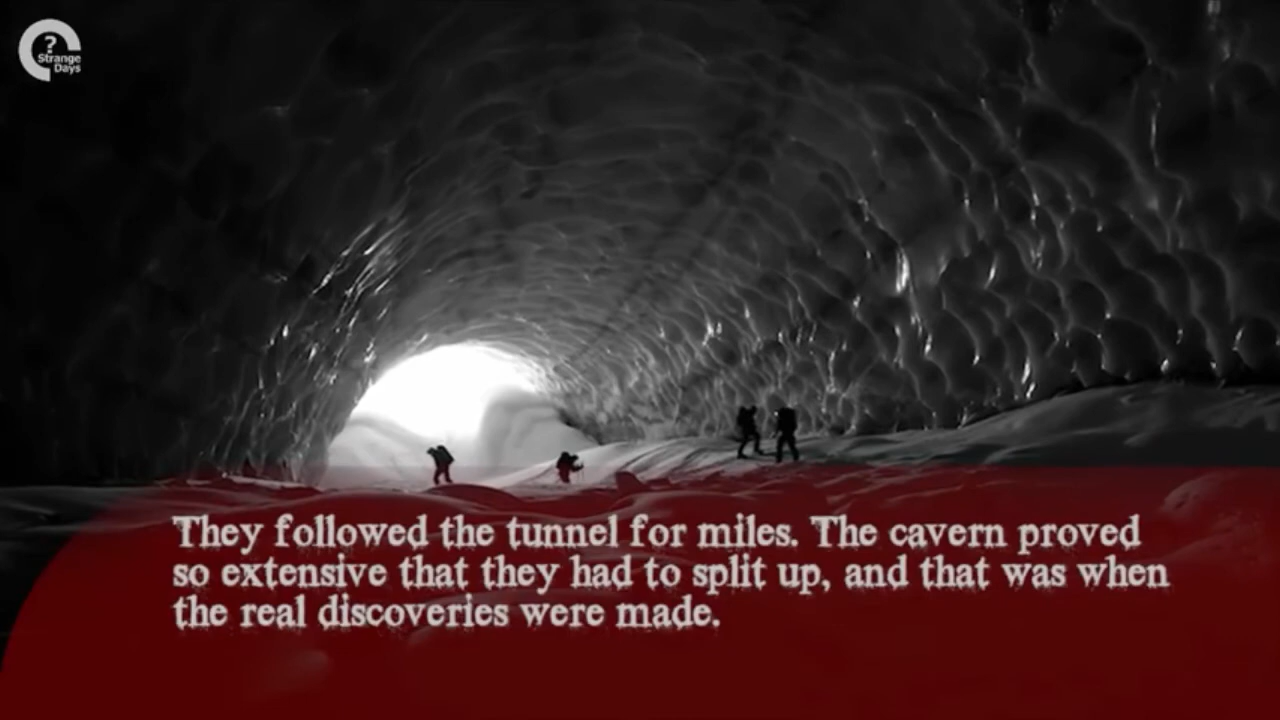 ?
Strange
Days
They followed the tunnel for miles. The cavern proved
so extensive that they had to split up, and that was when
the real discoveries were made.